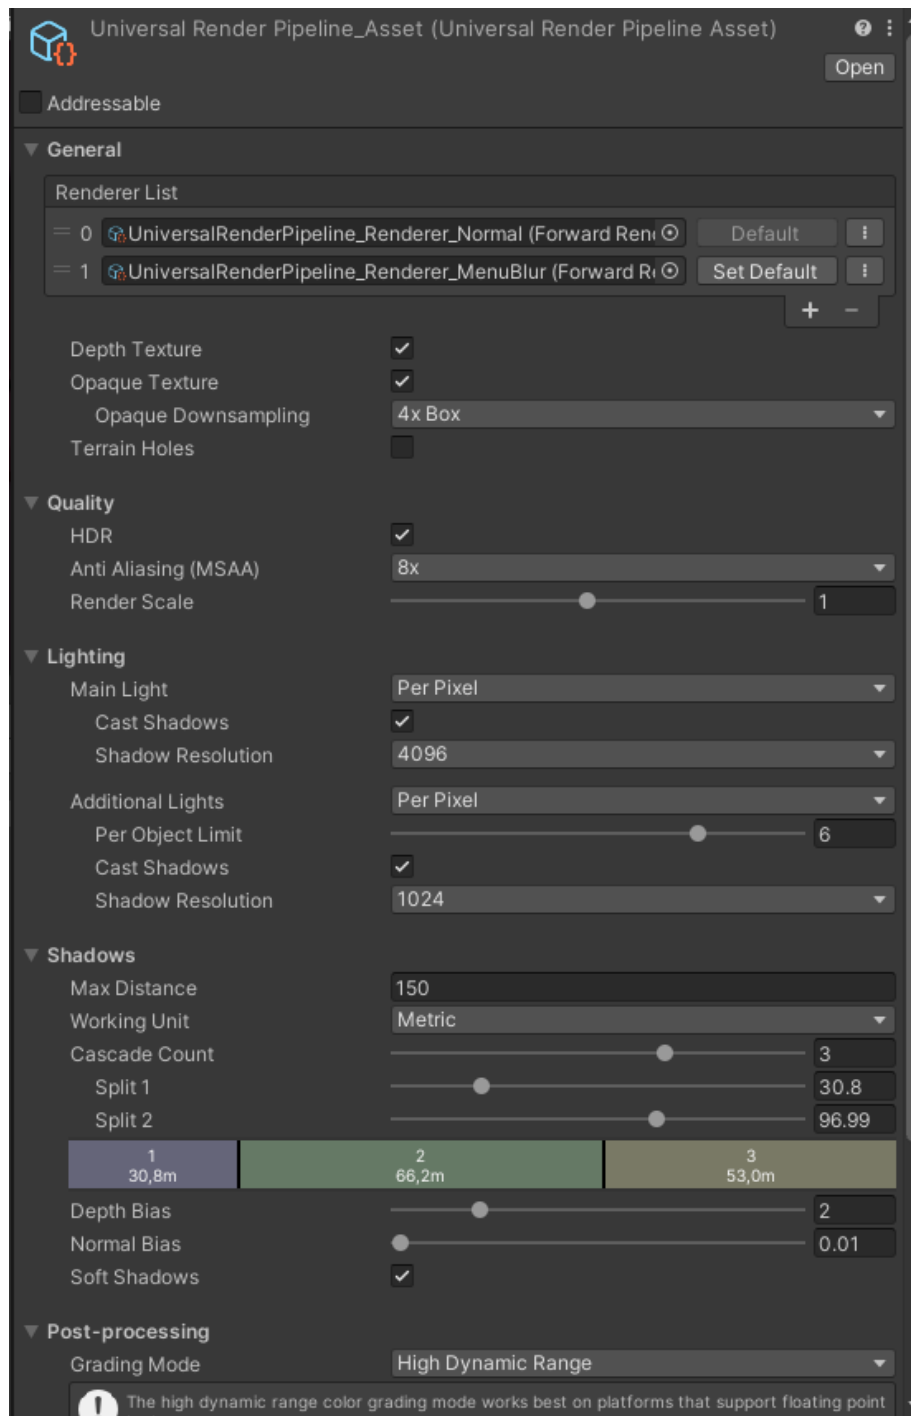 Universal Render Pipeline_Asset (Universal Render Pipeline Asset)
Open
Addressable
General
Renderer List
0 UniversalRenderPipeline_Renderer_Normal (Forward Ren Default
1 UniversalRenderPipeline_Renderer_MenuBlur (Forward R Set Default
+ −
Depth Texture
Opaque Texture
Opaque Downsampling 4x Box
Terrain Holes
Quality
HDR
Anti Aliasing (MSAA) 8x
Render Scale 1
Lighting
Main Light Per Pixel
Cast Shadows
Shadow Resolution 4096
Additional Lights Per Pixel
Per Object Limit 6
Cast Shadows
Shadow Resolution 1024
Shadows
Max Distance 150
Working Unit Metric
Cascade Count 3
Split 1 30.8
Split 2 96.99
1 2 3
30,8m 66,2m 53,0m
Depth Bias 2
Normal Bias 0.01
Soft Shadows
Post-processing
Grading Mode High Dynamic Range
The high dynamic range color grading mode works best on platforms that support floating point